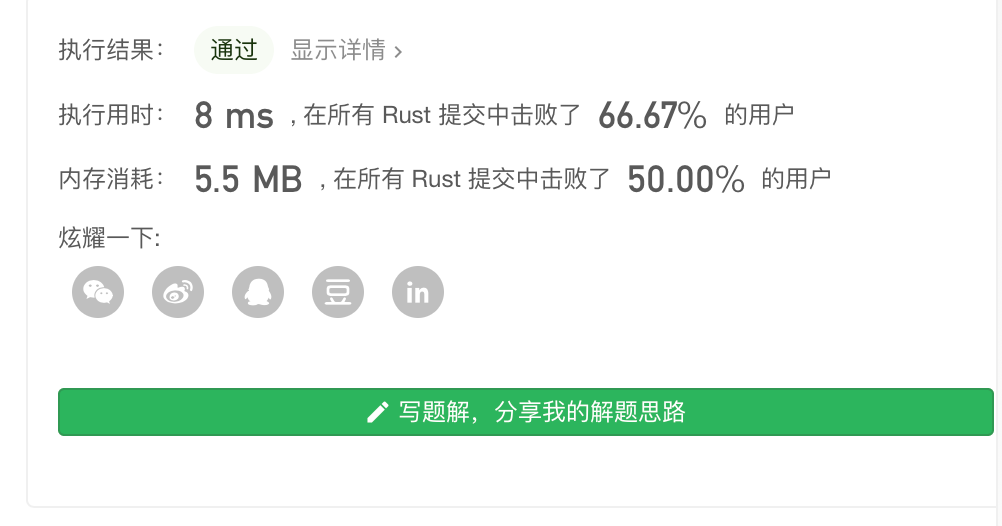 执行结果： 通过 显示详情 ›
执行用时： 8 ms , 在所有 Rust 提交中击败了 66.67% 的用户
内存消耗： 5.5 MB , 在所有 Rust 提交中击败了 50.00% 的用户
炫耀一下:
豆 in
写题解，分享我的解题思路